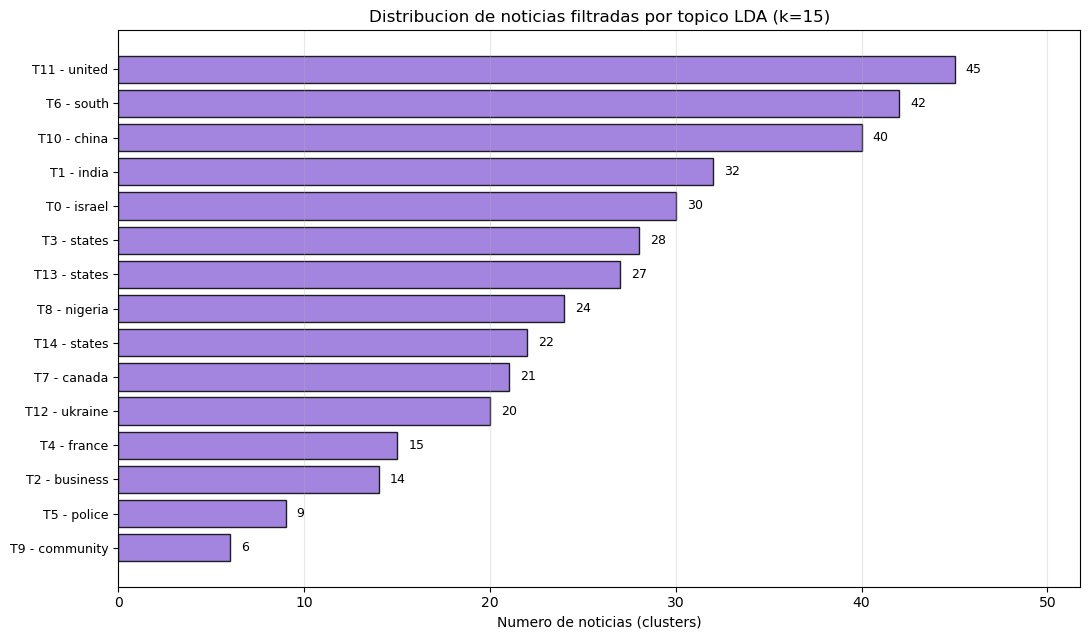 Distribucion de noticias filtradas por topico LDA (k=15)
T11 - united 45
T6 - south 42
T10 - china 40
T1 - india 32
T0 - israel 30
T3 - states 28
T13 - states 27
T8 - nigeria 24
T14 - states 22
T7 - canada 21
T12 - ukraine 20
T4 - france 15
T2 - business 14
T5 - police 9
T9 - community 6
0 10 20 30 40 50
Numero de noticias (clusters)